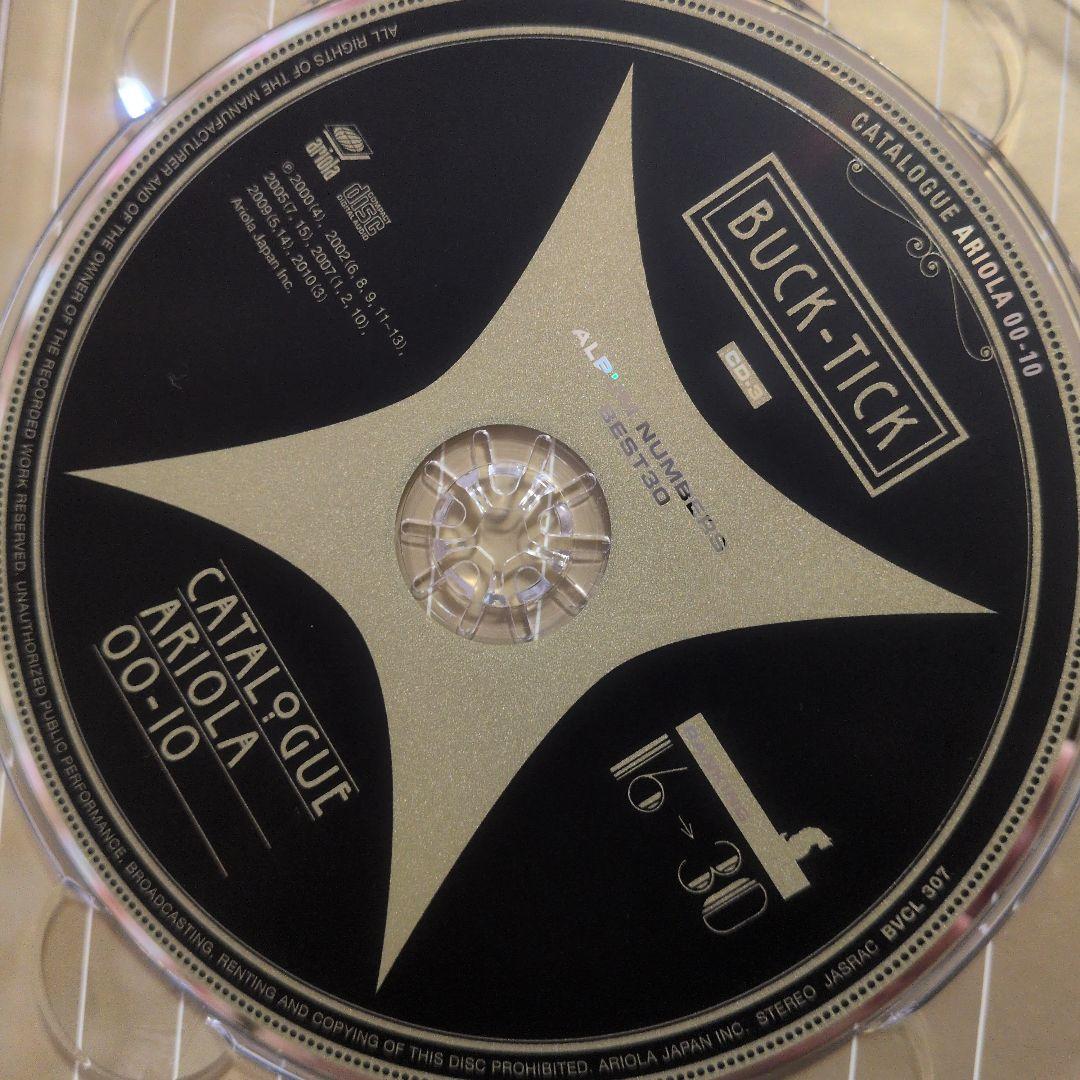 CATALOGUE ARIOLA 00-10
BUCK-TICK
CD:3
ALBUM NUMBERS
BEST30
RANKING
16→30
CATALOGUE
ARIOLA
00-10
ariola
COMPACT
disc
DIGITAL AUDIO
℗ 2000(4), 2002(6, 8, 9, 11~13),
2005(7, 15), 2007(1, 2, 10),
2009(5, 14), 2010(3)
Ariola Japan Inc.
ALL RIGHTS OF THE MANUFACTURER AND OF THE OWNER OF THE RECORDED WORK RESERVED. UNAUTHORIZED PUBLIC PERFORMANCE, BROADCASTING, RENTING AND COPYING OF THIS DISC PROHIBITED. ARIOLA JAPAN INC. STEREO JASRAC BVCL 307